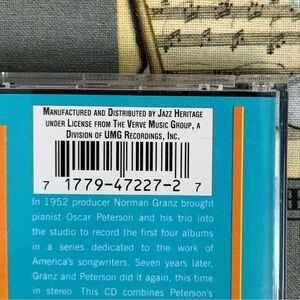 Manufactured and Distributed by Jazz Heritage
under License from The Verve Music Group, a
Division of UMG Recordings, Inc.
7 1779-47227-2 7
In 1952 producer Norman Granz brought
pianist Oscar Peterson and his trio into
the studio to record the first four albums
in a series dedicated to the work of
America's songwriters. Seven years later,
Granz and Peterson did it again, this time
in stereo. This CD combines Peterson's